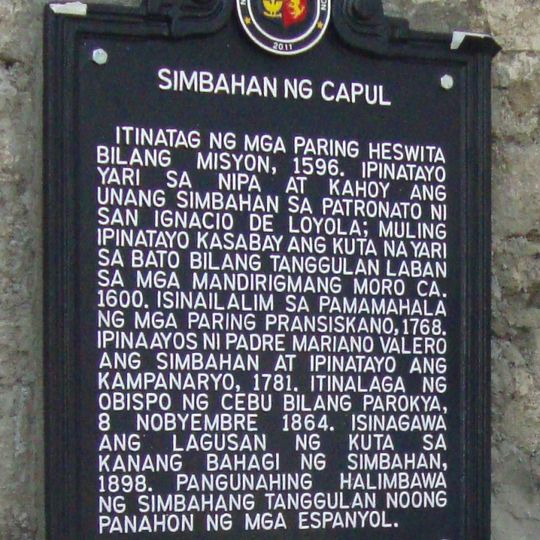 2011
SIMBAHAN NG CAPUL
ITINATAG NG MGA PARING HESWITA
BILANG MISYON, 1596. IPINATAYO
YARI SA NIPA AT KAHOY ANG
UNANG SIMBAHAN SA PATRONATO NI
SAN IGNACIO DE LOYOLA; MULING
IPINATAYO KASABAY ANG KUTA NA YARI
SA BATO BILANG TANGGULAN LABAN
SA MGA MANDIRIGMANG MORO CA.
1600. ISINAILALIM SA PAMAMAHALA
NG MGA PARING PRANSISKANO, 1768.
IPINAAYOS NI PADRE MARIANO VALERO
ANG SIMBAHAN AT IPINATAYO ANG
KAMPANARYO, 1781. ITINALAGA NG
OBISPO NG CEBU BILANG PAROKYA,
8 NOBYEMBRE 1864. ISINAGAWA
ANG LAGUSAN NG KUTA SA
KANANG BAHAGI NG SIMBAHAN,
1898. PANGUNAHING HALIMBAWA
NG SIMBAHANG TANGGULAN NOONG
PANAHON NG MGA ESPANYOL.